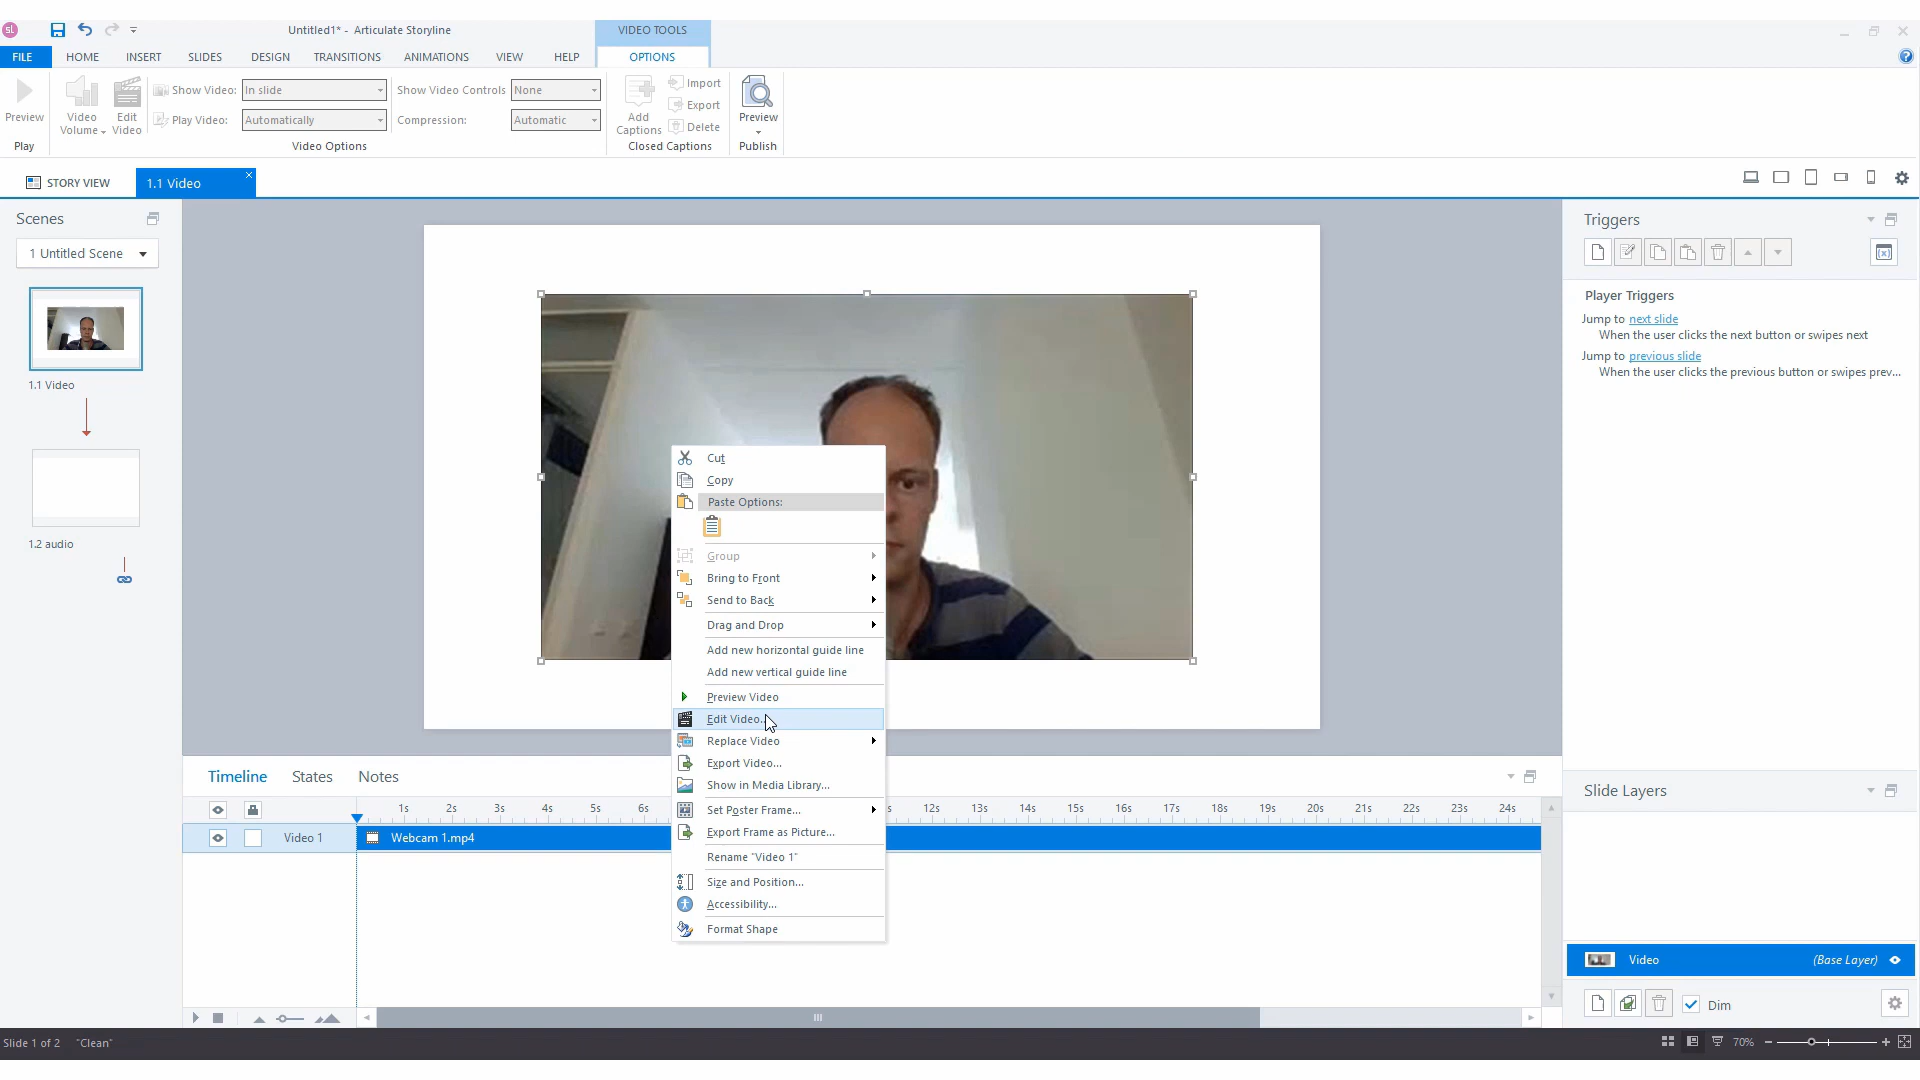 Untitled1* - Articulate Storyline
VIDEO TOOLS
FILE HOME INSERT SLIDES DESIGN TRANSITIONS ANIMATIONS VIEW HELP OPTIONS
Preview
Play
Video Volume
Edit Video
Show Video: In slide
Play Video: Automatically
Show Video Controls None
Compression: Automatic
Video Options
Add Captions
Import
Export
Delete
Closed Captions
Preview
Publish
STORY VIEW
1.1 Video
Scenes
1 Untitled Scene
1.1 Video
1.2 audio
Cut
Copy
Paste Options:
Group
Bring to Front
Send to Back
Drag and Drop
Add new horizontal guide line
Add new vertical guide line
Preview Video
Edit Video...
Replace Video
Export Video...
Show in Media Library...
Set Poster Frame...
Export Frame as Picture...
Rename "Video 1"
Size and Position...
Accessibility...
Format Shape
Timeline States Notes
1s 2s 3s 4s 5s 6s s 12s 13s 14s 15s 16s 17s 18s 19s 20s 21s 22s 23s 24s
Video 1
Webcam 1.mp4
Triggers
Player Triggers
Jump to next slide
When the user clicks the next button or swipes next
Jump to previous slide
When the user clicks the previous button or swipes prev...
Slide Layers
Video (Base Layer)
Dim
Slide 1 of 2 "Clean"
70%